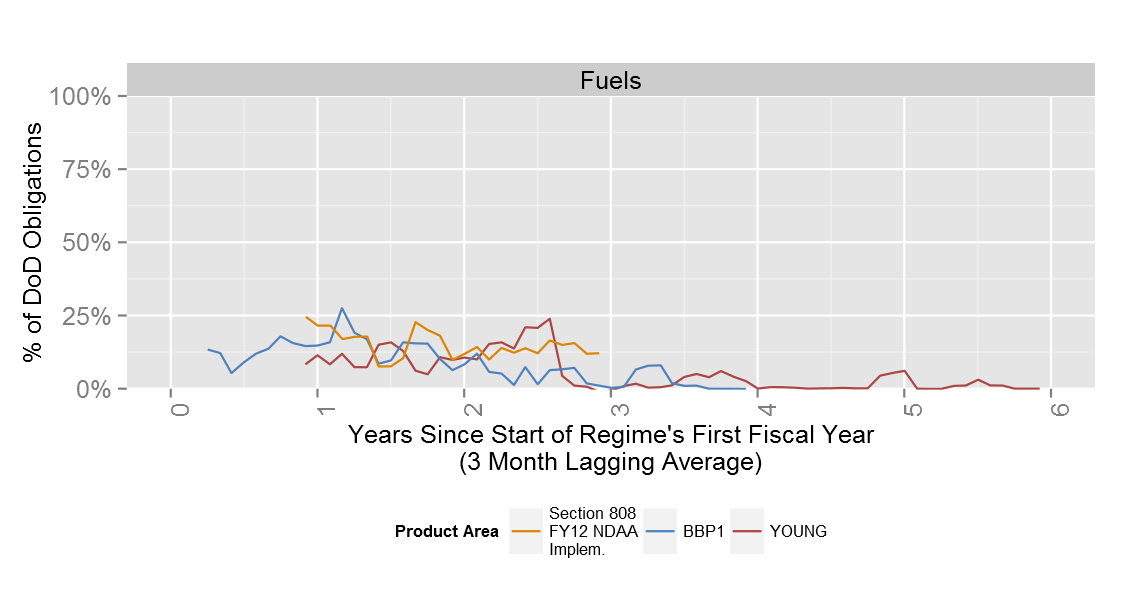 Fuels
100%
75%
50%
25%
0%
% of DoD Obligations
0 1 2 3 4 5 6
Years Since Start of Regime's First Fiscal Year
(3 Month Lagging Average)
Product Area
Section 808
FY12 NDAA
Implem.
BBP1
YOUNG